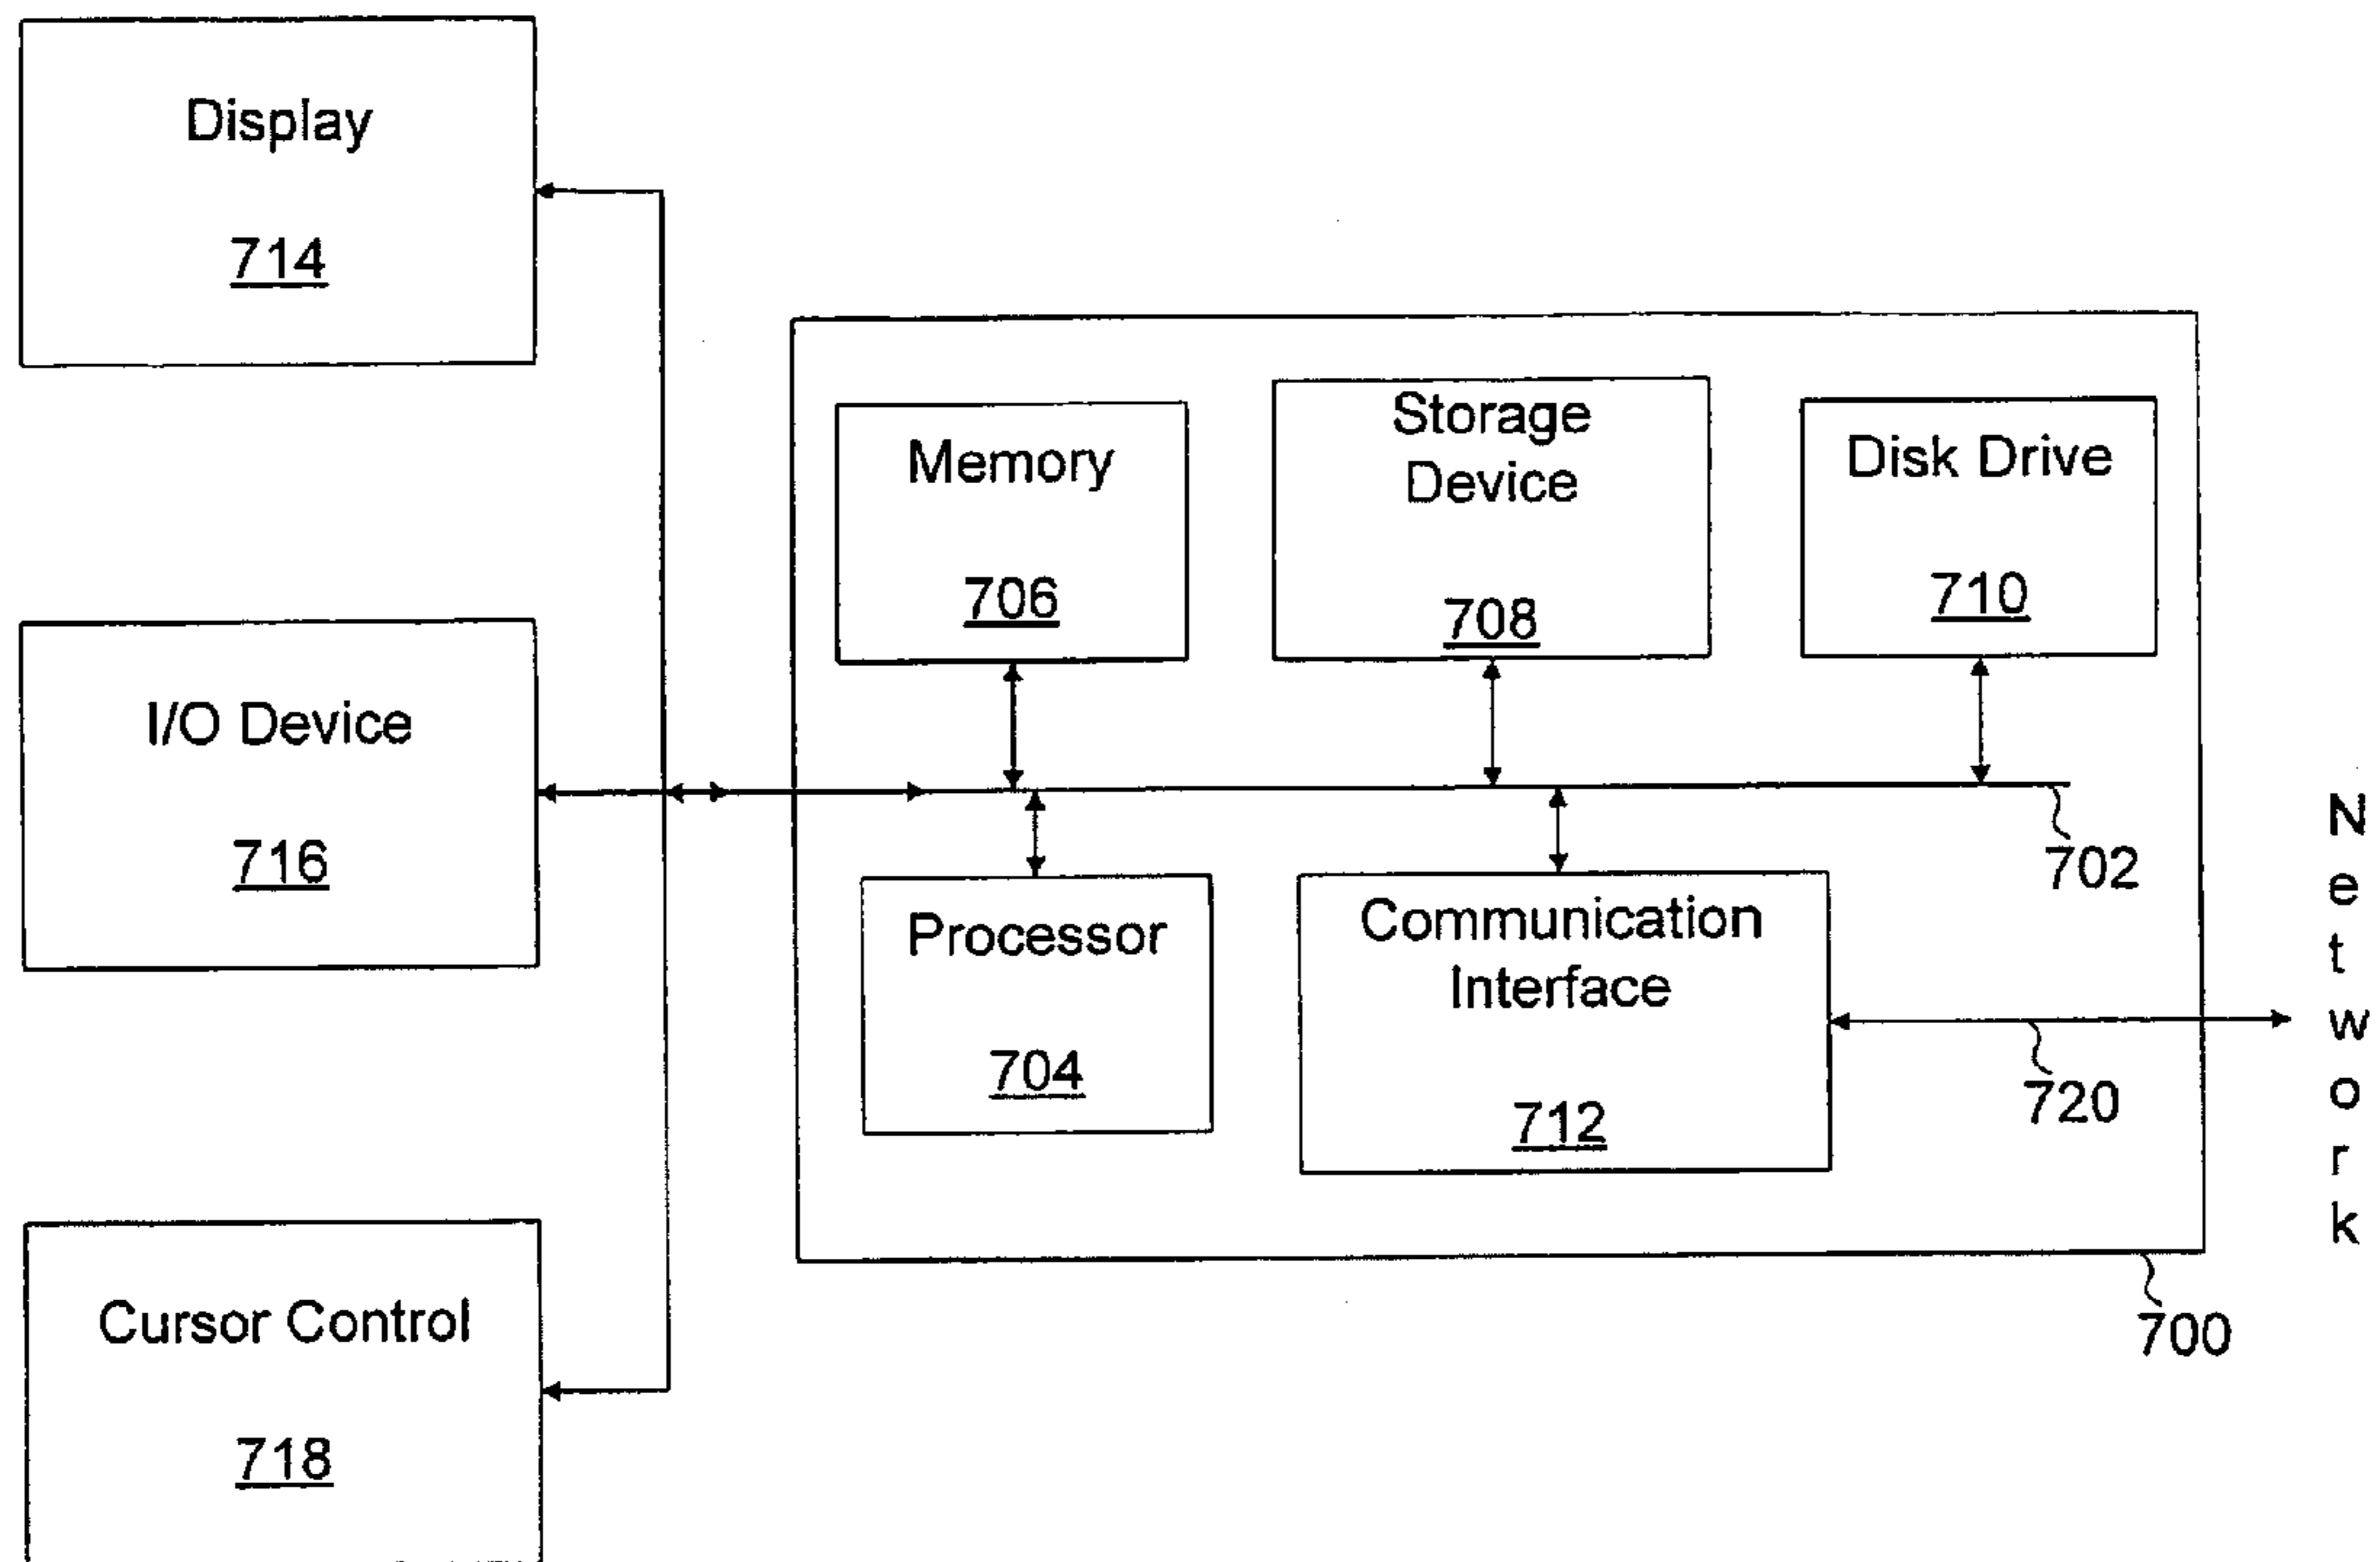 Display
714
I/O Device
716
Cursor Control
718
Memory
706
Storage
Device
708
Disk Drive
710
702
Processor
704
Communication
Interface
712
720
700
Network